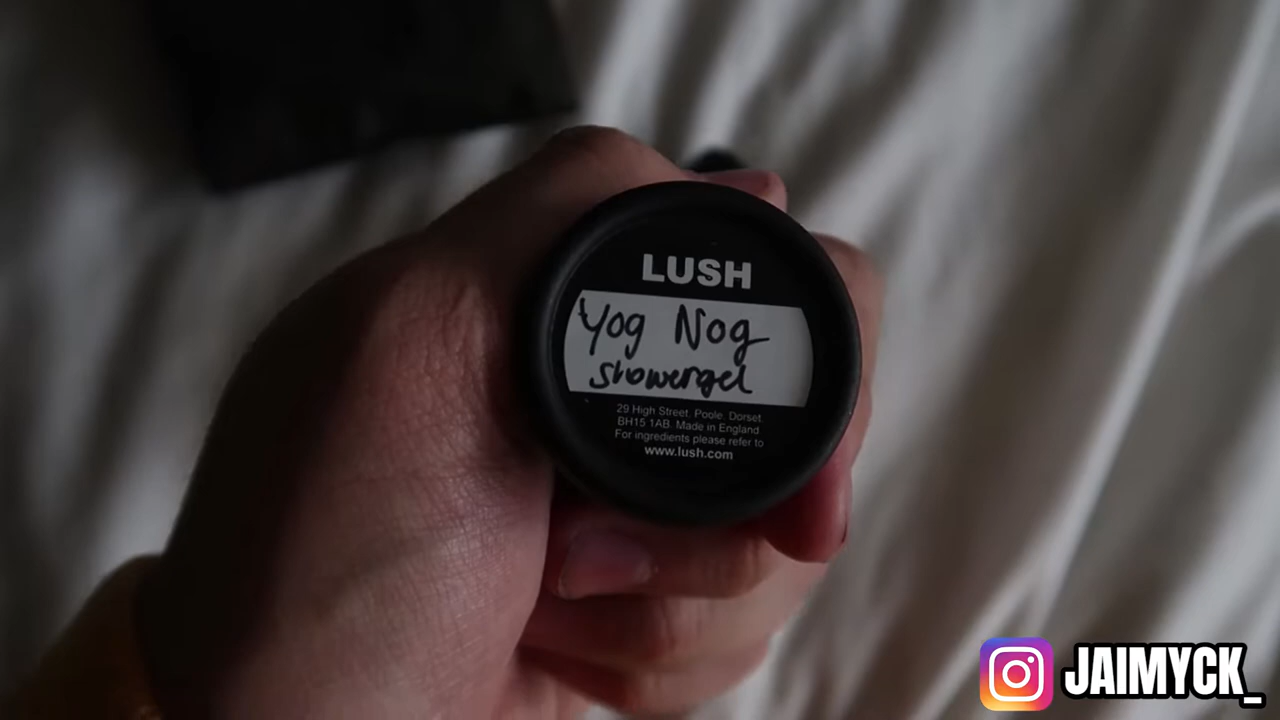 LUSH
Yog Nog
showergel
29 High Street, Poole, Dorset,
BH15 1AB. Made in England
For ingredients please refer to
www.lush.com
JAIMYCK_